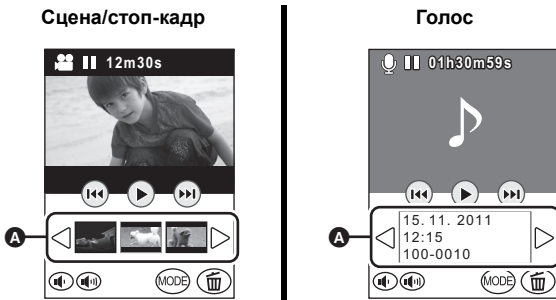 Сцена/стоп-кадр
12m30s
A
MODE
Голос
01h30m59s
A
15. 11. 2011
12:15
100-0010
MODE